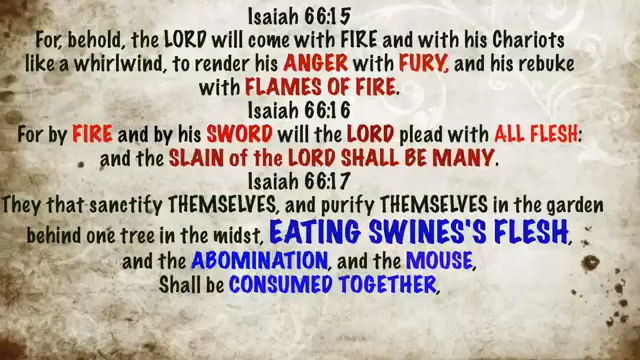 Isaiah 66:15
For, behold, the LORD will come with FIRE and with his Chariots
like a whirlwind, to render his ANGER with FURY, and his rebuke
with FLAMES OF FIRE.
Isaiah 66:16
For by FIRE and by his SWORD will the LORD plead with ALL FLESH:
and the SLAIN of the LORD SHALL BE MANY.
Isaiah 66:17
They that sanctify THEMSELVES, and purify THEMSELVES in the garden
behind one tree in the midst, EATING SWINES'S FLESH,
and the ABOMINATION, and the MOUSE,
Shall be CONSUMED TOGETHER,